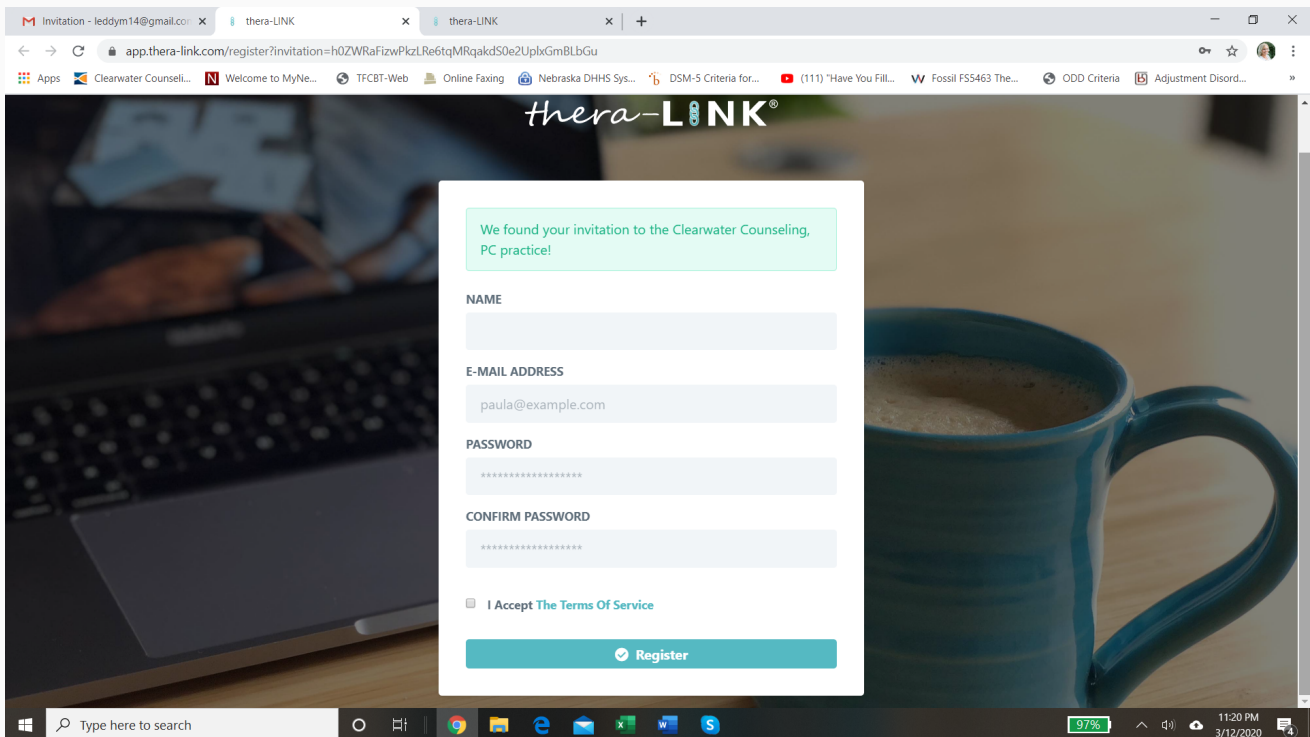 Invitation - leddym14@gmail.con
thera-LINK
thera-LINK
app.thera-link.com/register?invitation=h0ZWRaFizwPkzLRe6tqMRqakdS0e2UplxGmBLbGu
Apps Clearwater Counseli... N Welcome to MyNe... TFCBT-Web Online Faxing Nebraska DHHS Sys... DSM-5 Criteria for... (111) "Have You Fill... W Fossil FS5463 The... ODD Criteria Adjustment Disord... »
thera-LINK®
We found your invitation to the Clearwater Counseling,
PC practice!
NAME
E-MAIL ADDRESS
paula@example.com
PASSWORD
******************
CONFIRM PASSWORD
******************
I Accept The Terms Of Service
Register
Type here to search
97%
11:20 PM
3/12/2020
4